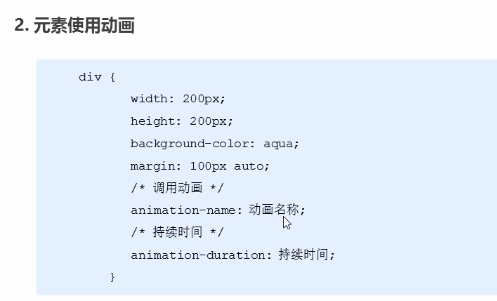 2. 元素使用动画
div {
width: 200px;
height: 200px;
background-color: aqua;
margin: 100px auto;
/* 调用动画 */
animation-name: 动画名称;
/* 持续时间 */
animation-duration: 持续时间;
}